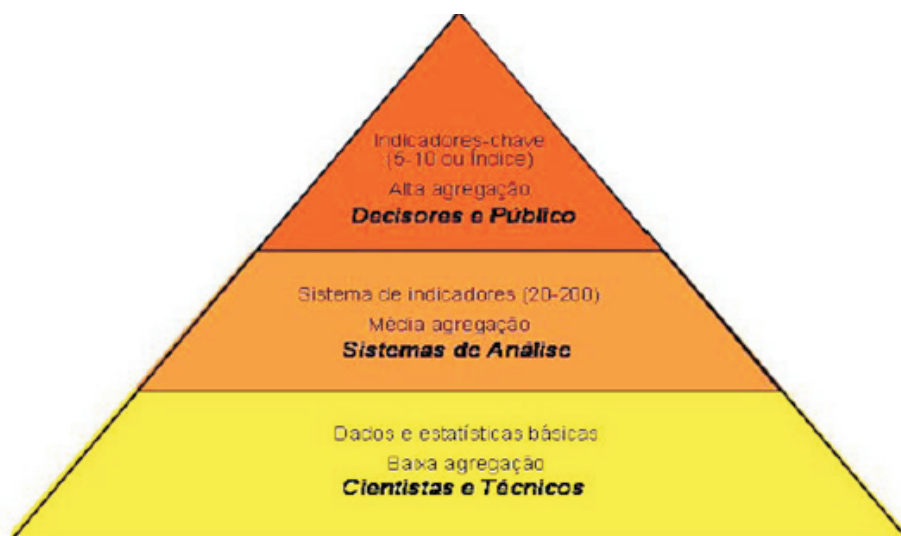 Indicadores-chave
(5-10 ou Índice)
Alta agregação
Decisores e Público
Sistema de indicadores (20-200)
Média agregação
Sistemas de Análise
Dados e estatísticas básicas
Baixa agregação
Cientistas e Técnicos